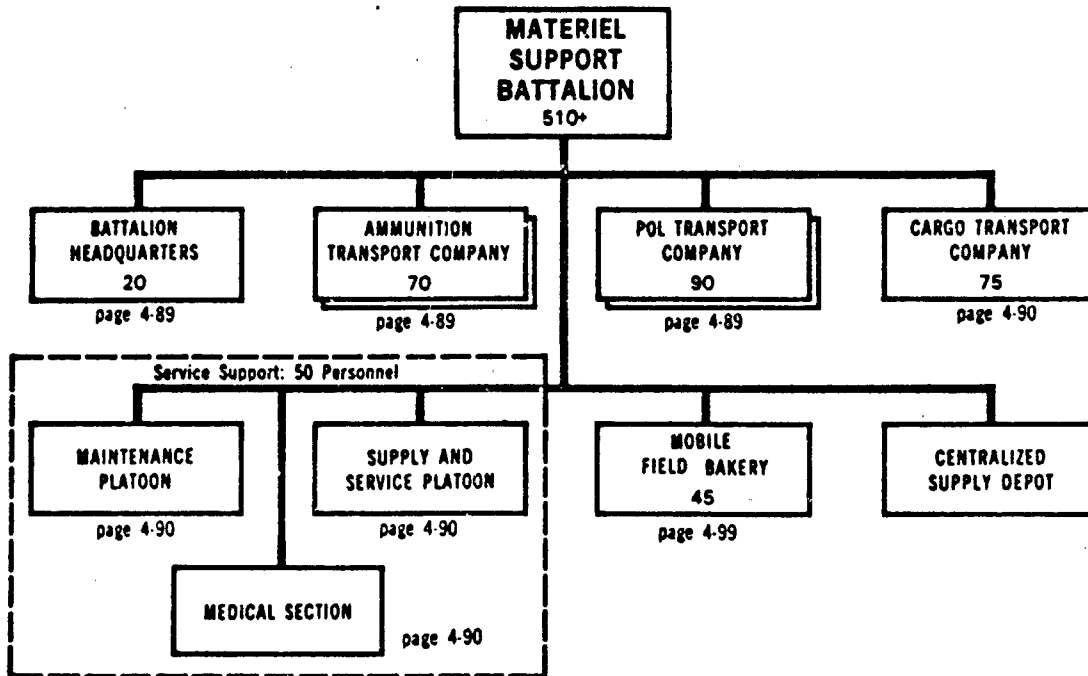 MATERIEL
SUPPORT
BATTALION
510+
BATTALION
HEADQUARTERS
20
page 4-89
AMMUNITION
TRANSPORT COMPANY
70
page 4-89
POL TRANSPORT
COMPANY
90
page 4-89
CARGO TRANSPORT
COMPANY
75
page 4-90
Service Support: 50 Personnel
MAINTENANCE
PLATOON
page 4-90
SUPPLY AND
SERVICE PLATOON
page 4-90
MOBILE
FIELD BAKERY
45
page 4-99
CENTRALIZED
SUPPLY DEPOT
MEDICAL SECTION
page 4-90